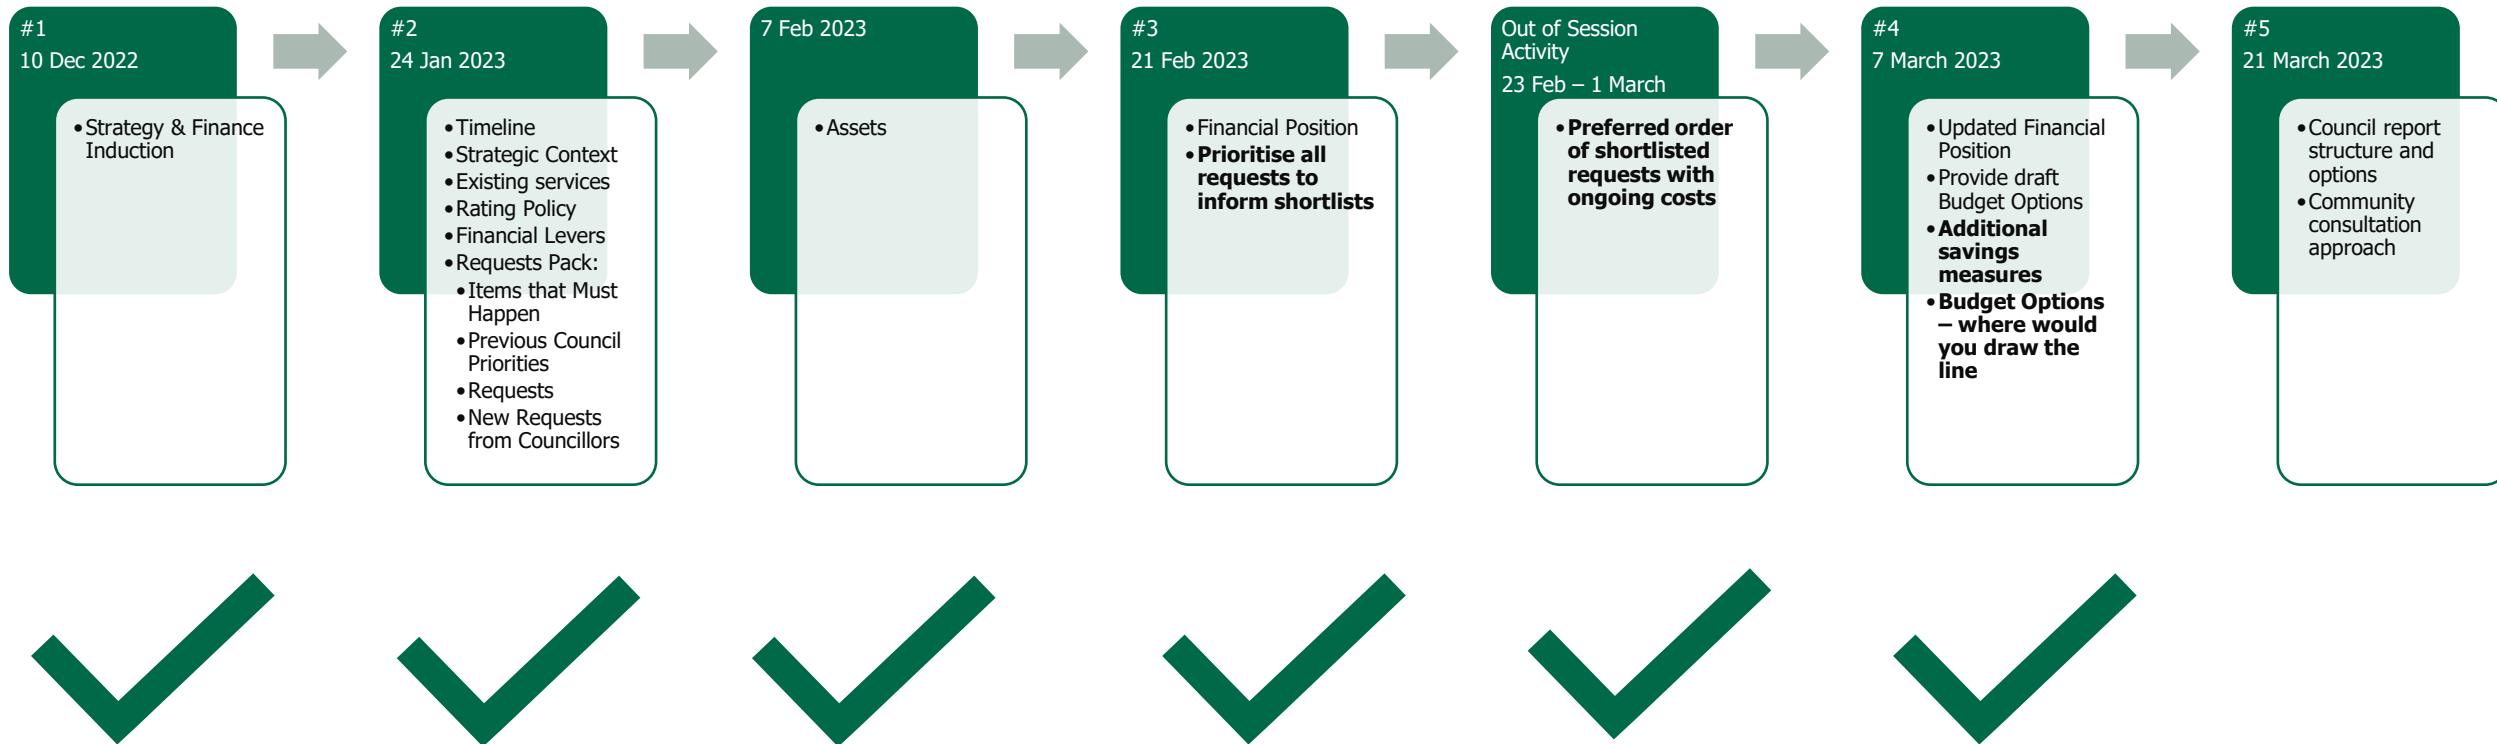 #1
10 Dec 2022
•Strategy & Finance
Induction
#2
24 Jan 2023
•Timeline
•Strategic Context
•Existing services
•Rating Policy
•Financial Levers
•Requests Pack:
•Items that Must
Happen
•Previous Council
Priorities
•Requests
•New Requests
from Councillors
7 Feb 2023
•Assets
#3
21 Feb 2023
•Financial Position
•Prioritise all
requests to
inform shortlists
Out of Session
Activity
23 Feb – 1 March
•Preferred order
of shortlisted
requests with
ongoing costs
#4
7 March 2023
•Updated Financial
Position
•Provide draft
Budget Options
•Additional
savings
measures
•Budget Options
– where would
you draw the
line
#5
21 March 2023
•Council report
structure and
options
•Community
consultation
approach